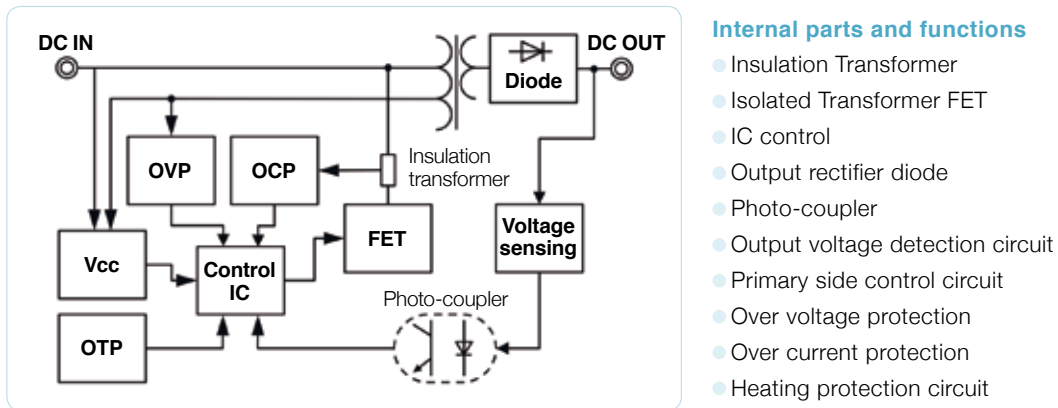 DC IN
DC OUT
Diode
OVP
OCP
Insulation
transformer
Vcc
Control
IC
FET
Voltage
sensing
Photo-coupler
OTP
Internal parts and functions
Insulation Transformer
Isolated Transformer FET
IC control
Output rectifier diode
Photo-coupler
Output voltage detection circuit
Primary side control circuit
Over voltage protection
Over current protection
Heating protection circuit